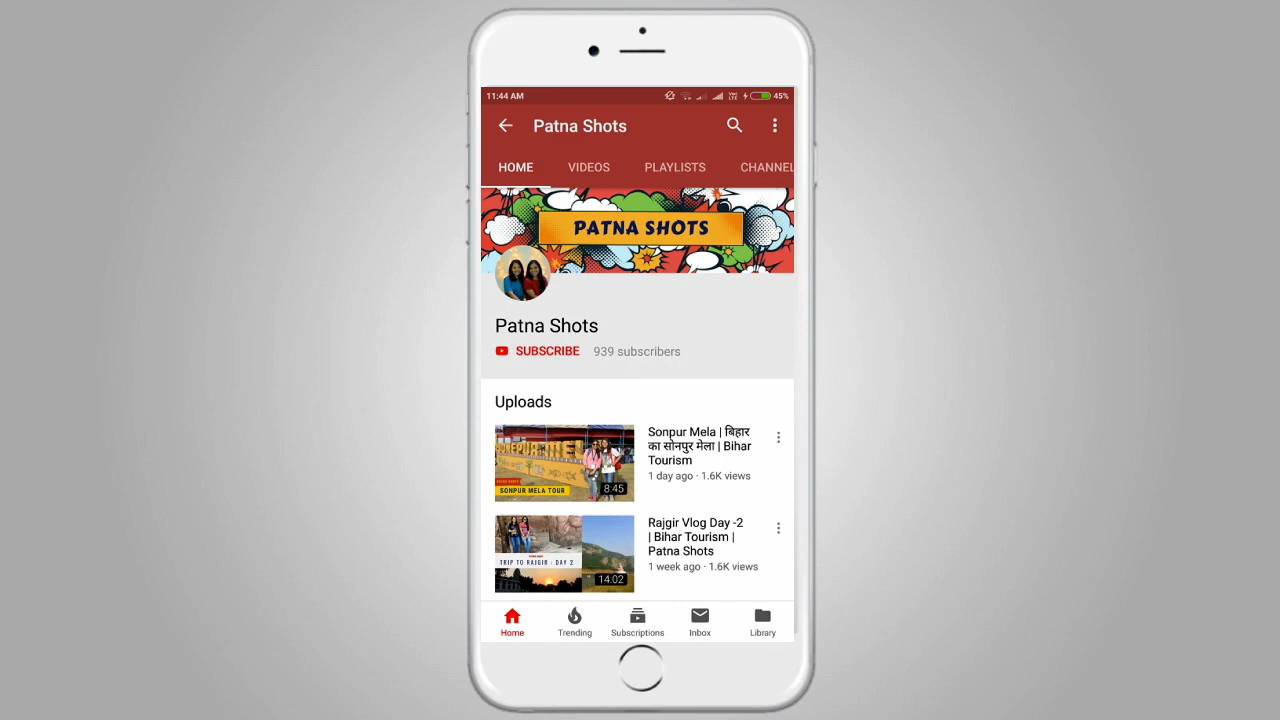 11:44 AM
45%
Patna Shots
HOME VIDEOS PLAYLISTS CHANNEL
PATNA SHOTS
Patna Shots
SUBSCRIBE 939 subscribers
Uploads
SONPUR MELA TOUR
8:45
Sonpur Mela | बिहार
का सोनपुर मेला | Bihar
Tourism
1 day ago · 1.6K views
TRIP TO RAJGIR - DAY 2
14:02
Rajgir Vlog Day -2
| Bihar Tourism |
Patna Shots
1 week ago · 1.6K views
Home Trending Subscriptions Inbox Library